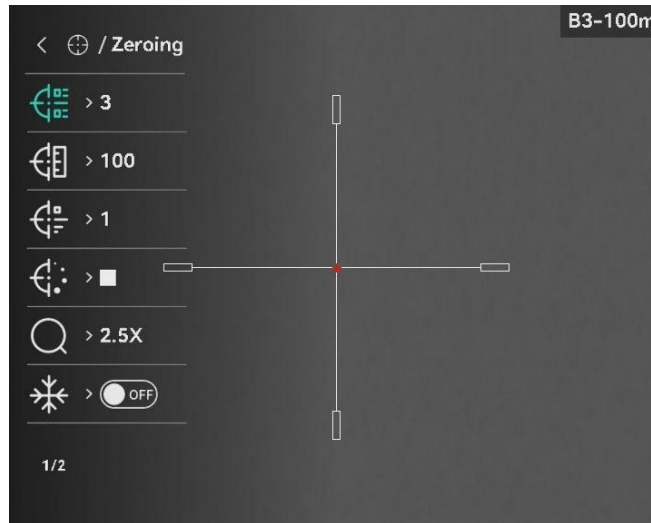 B3-100m
< / Zeroing
> 3
> 100
> 1
>
> 2.5X
> OFF
1/2